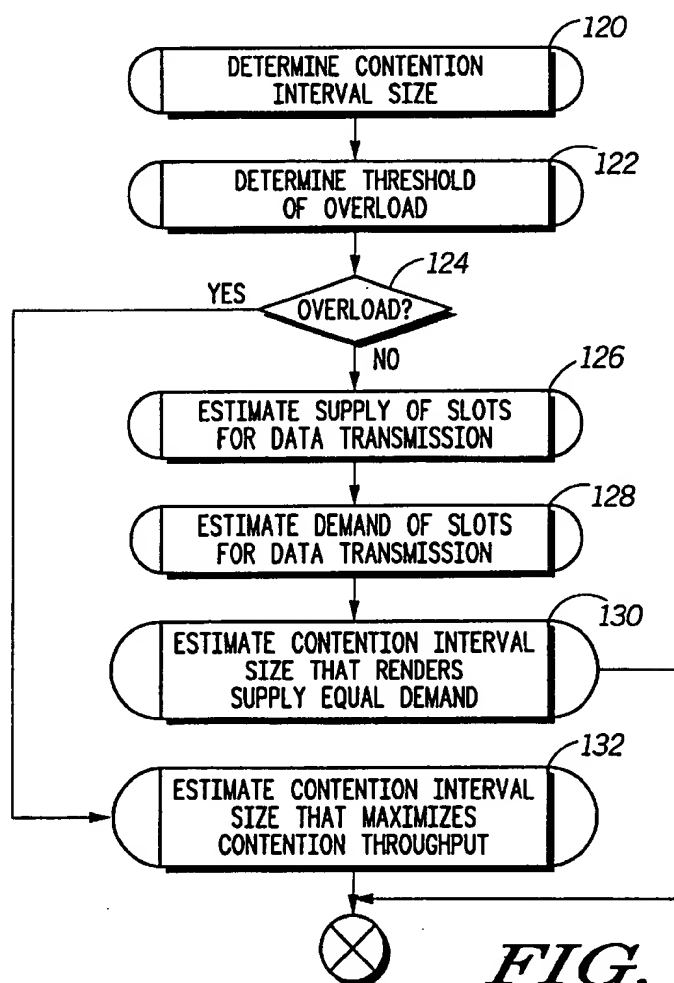 120
DETERMINE CONTENTION
INTERVAL SIZE
122
DETERMINE THRESHOLD
OF OVERLOAD
124
YES
OVERLOAD?
NO
126
ESTIMATE SUPPLY OF SLOTS
FOR DATA TRANSMISSION
128
ESTIMATE DEMAND OF SLOTS
FOR DATA TRANSMISSION
130
ESTIMATE CONTENTION INTERVAL
SIZE THAT RENDERS
SUPPLY EQUAL DEMAND
132
ESTIMATE CONTENTION INTERVAL
SIZE THAT MAXIMIZES
CONTENTION THROUGHPUT
FIG.